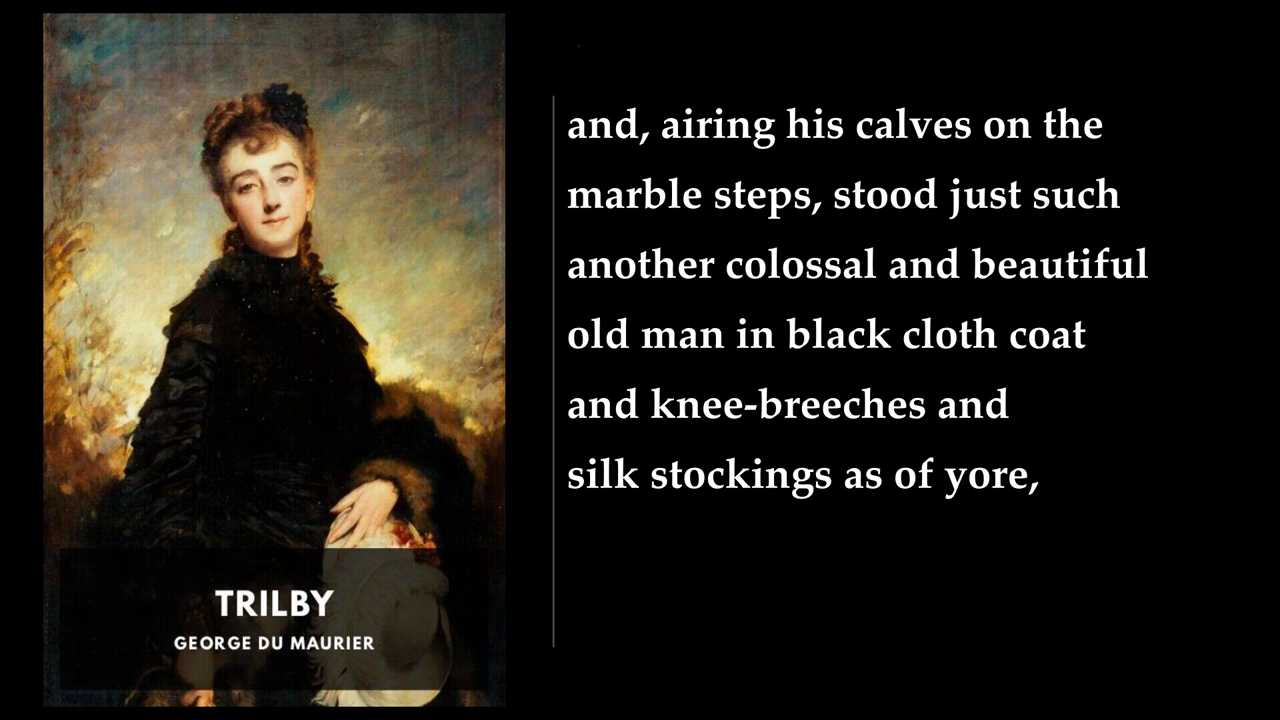 TRILBY
GEORGE DU MAURIER
and, airing his calves on the
marble steps, stood just such
another colossal and beautiful
old man in black cloth coat
and knee-breeches and
silk stockings as of yore,